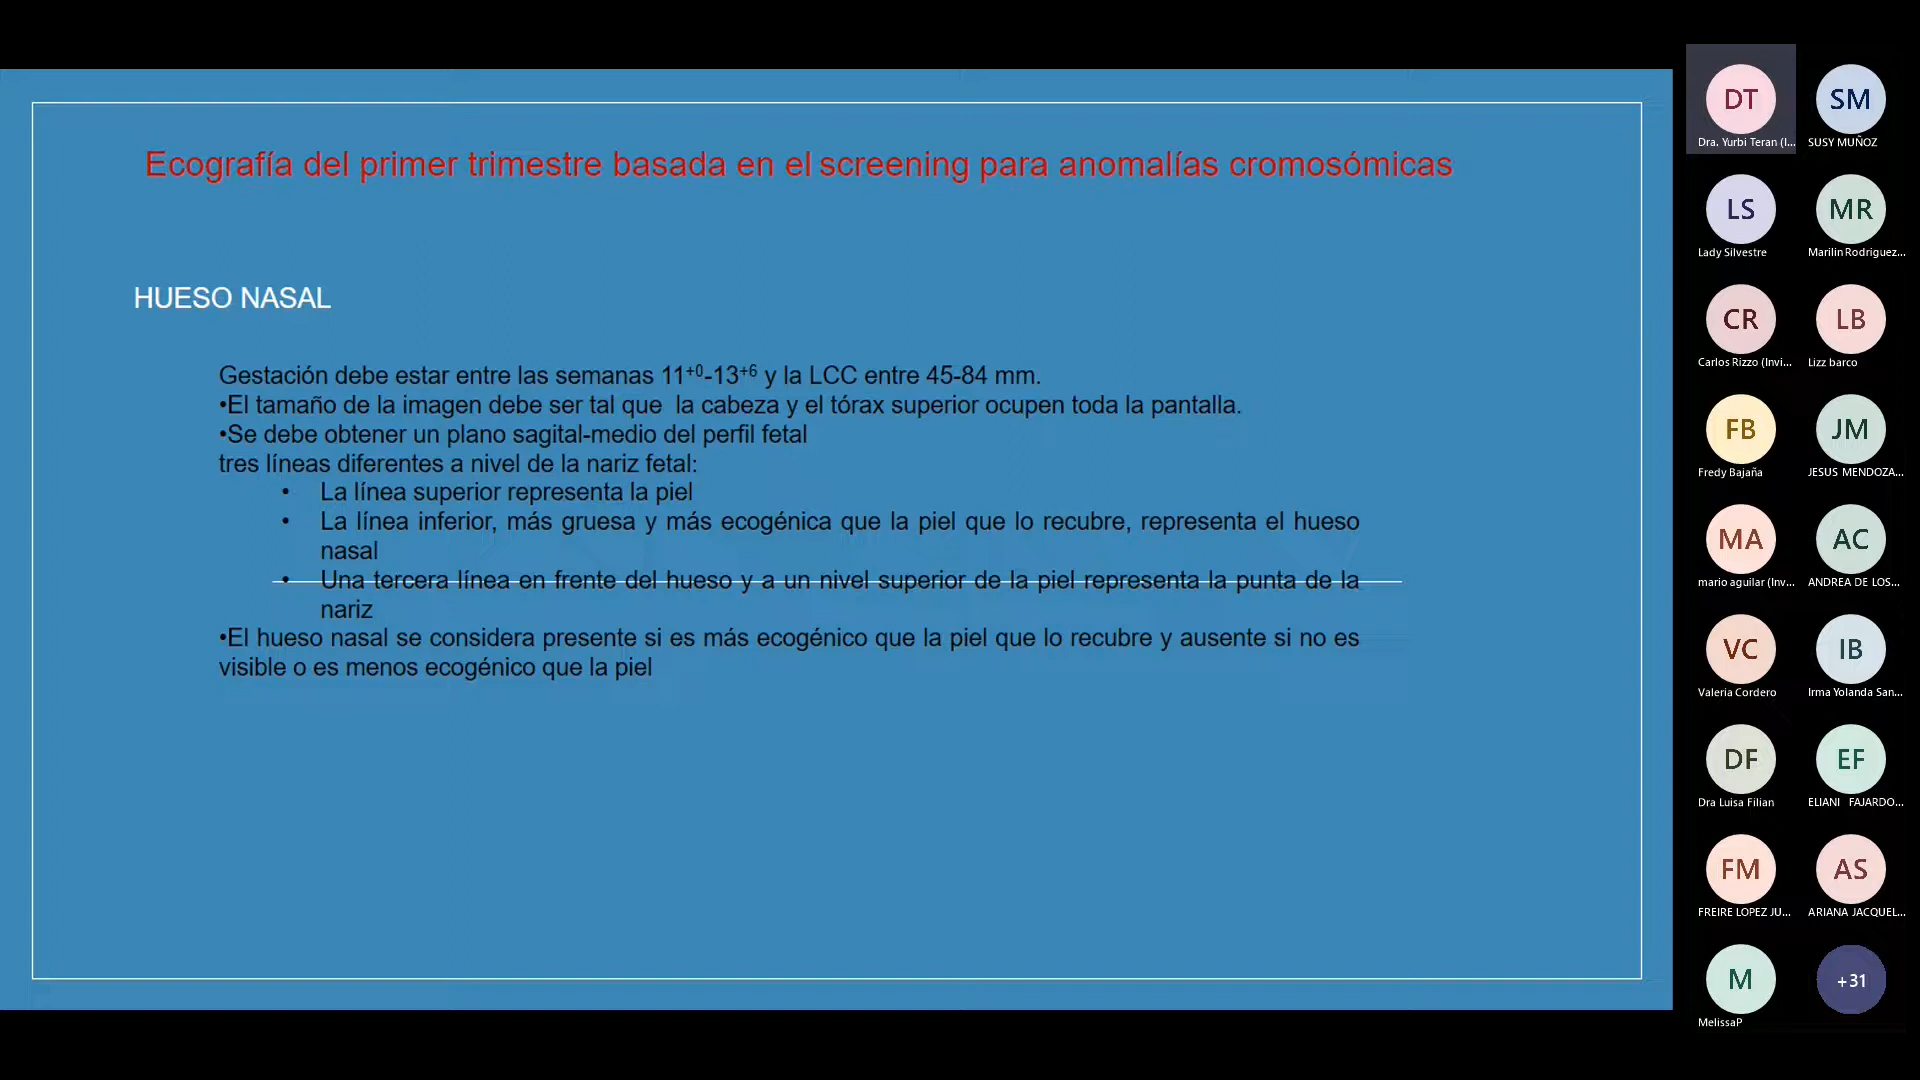 Ecografía del primer trimestre basada en el screening para anomalías cromosómicas
HUESO NASAL
Gestación debe estar entre las semanas 11⁺⁰-13⁺⁶ y la LCC entre 45-84 mm.
•El tamaño de la imagen debe ser tal que  la cabeza y el tórax superior ocupen toda la pantalla.
•Se debe obtener un plano sagital-medio del perfil fetal
tres líneas diferentes a nivel de la nariz fetal:
• La línea superior representa la piel
• La línea inferior, más gruesa y más ecogénica que la piel que lo recubre, representa el hueso
nasal
• Una tercera línea en frente del hueso y a un nivel superior de la piel representa la punta de la
nariz
•El hueso nasal se considera presente si es más ecogénico que la piel que lo recubre y ausente si no es
visible o es menos ecogénico que la piel
DT SM
Dra. Yurbi Teran (I... SUSY MUÑOZ
LS MR
Lady Silvestre Marilin Rodriguez...
CR LB
Carlos Rizzo (Invi... Lizz barco
FB JM
Fredy Bajaña JESUS MENDOZA...
MA AC
mario aguilar (Inv... ANDREA DE LOS...
VC IB
Valeria Cordero Irma Yolanda San...
DF EF
Dra Luisa Filian ELIANI FAJARDO...
FM AS
FREIRE LOPEZ JU... ARIANA JACQUEL...
M +31
MelissaP